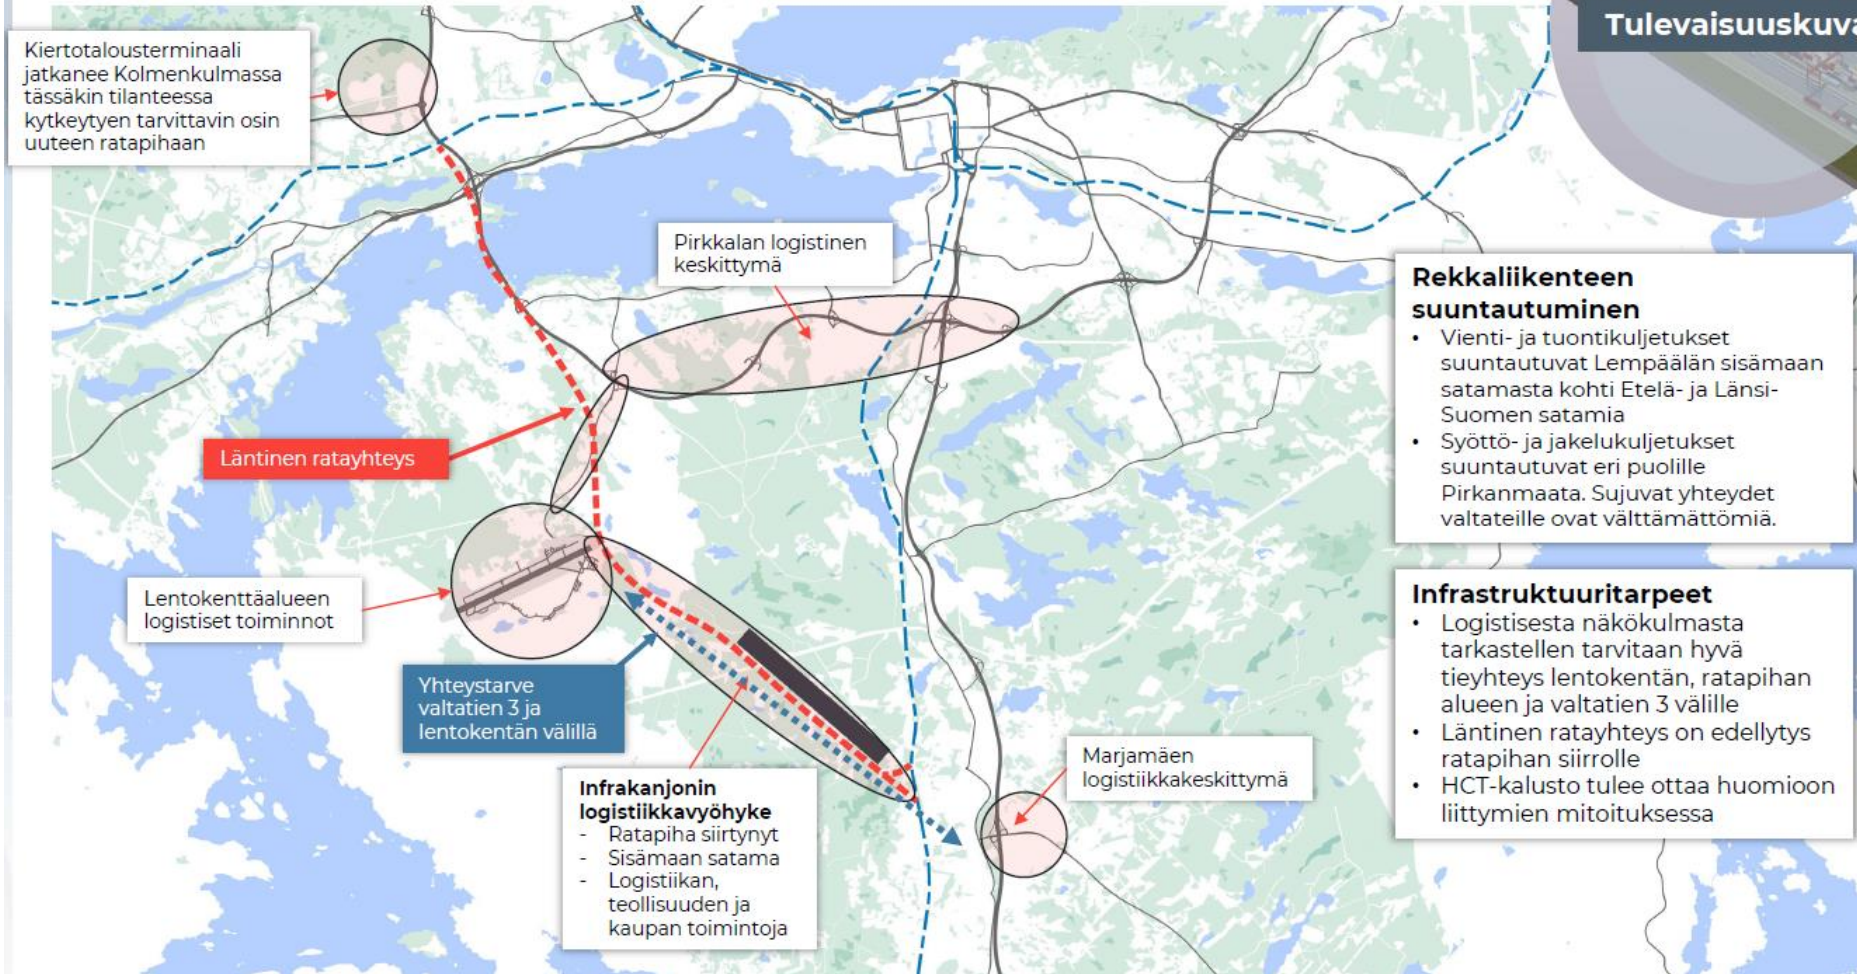 Tulevaisuuskuva
Kiertotalousterminaali
jatkanee Kolmenkulmassa
tässäkin tilanteessa
kytkeytyen tarvittavin osin
uuteen ratapihaan
Pirkkalan logistinen
keskittymä
Läntinen ratayhteys
Lentokenttäalueen
logistiset toiminnot
Yhteystarve
valtatien 3 ja
lentokentän välillä
Infrakanjonin
logistiikkavyöhyke
- Ratapiha siirtynyt
- Sisämaan satama
- Logistiikan,
teollisuuden ja
kaupan toimintoja
Marjamäen
logistiikkakeskittymä
Rekkaliikenteen
suuntautuminen
• Vienti- ja tuontikuljetukset
suuntautuvat Lempäälän sisämaan
satamasta kohti Etelä- ja Länsi-
Suomen satamia
• Syöttö- ja jakelukuljetukset
suuntautuvat eri puolille
Pirkanmaata. Sujuvat yhteydet
valtateille ovat välttämättömiä.
Infrastruktuuritarpeet
• Logistisesta näkökulmasta
tarkastellen tarvitaan hyvä
tieyhteys lentokentän, ratapihan
alueen ja valtatien 3 välille
• Läntinen ratayhteys on edellytys
ratapihan siirrolle
• HCT-kalusto tulee ottaa huomioon
liittymien mitoituksessa